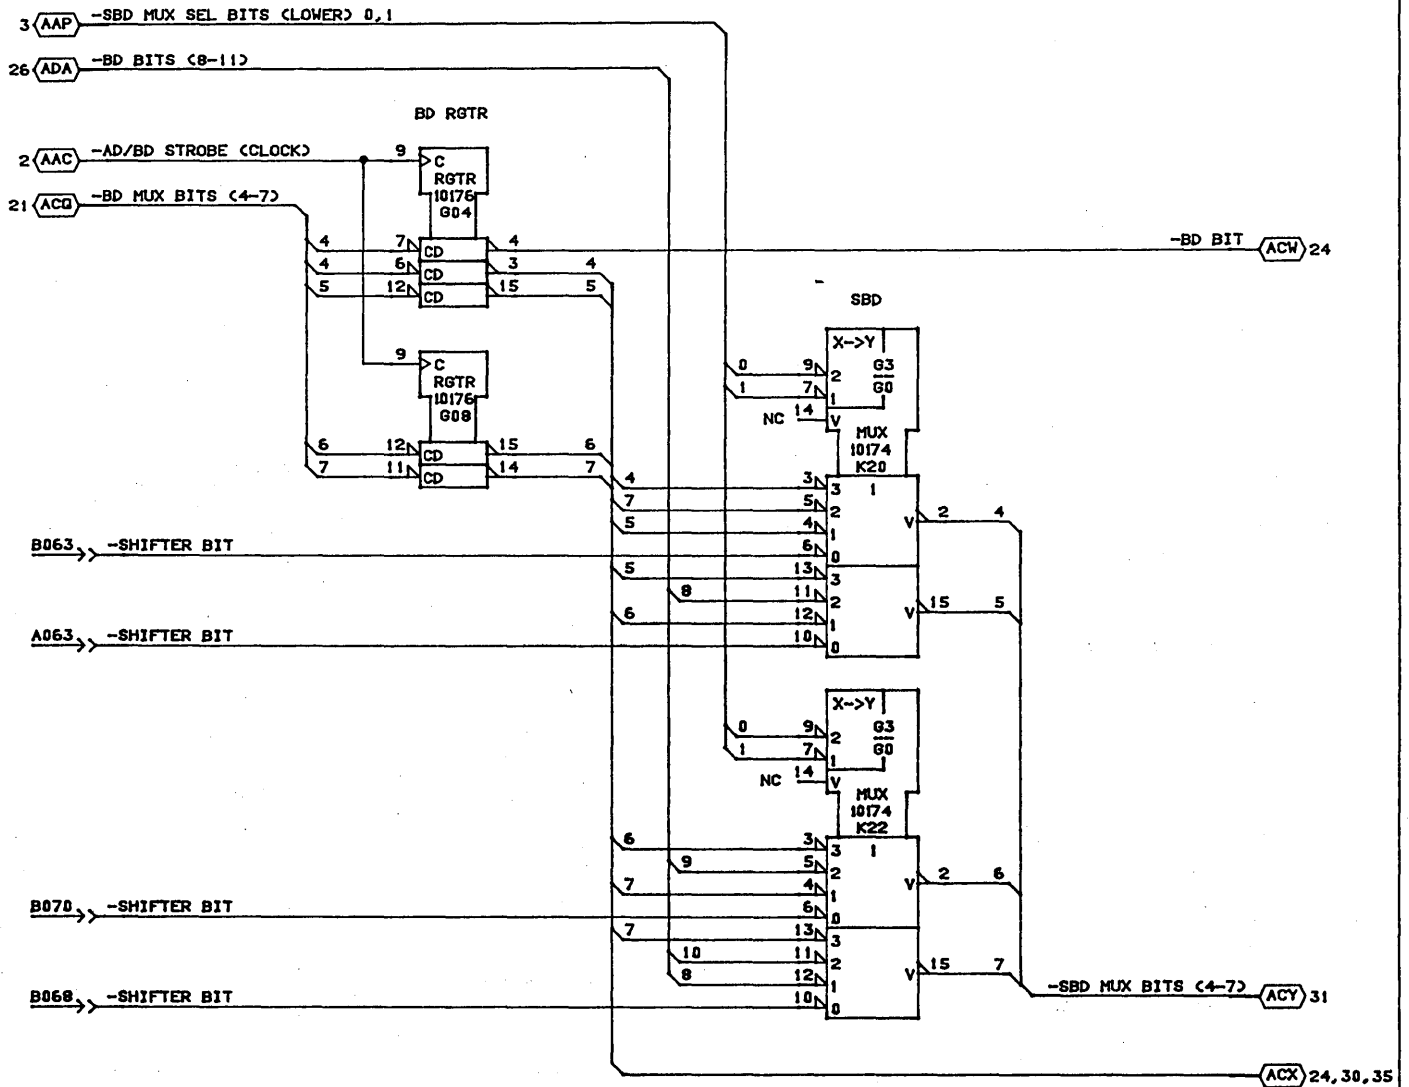 3 AAP -SBD MUX SEL BITS (LOWER) 0,1
26 ADA -BD BITS (8-11)
BD RGTR
2 AAC -AD/BD STROBE (CLOCK) 9 C
RGTR
21 ACQ -BD MUX BITS (4-7) 10176
G04
4 7 CD 4 -BD BIT ACW 24
4 6 CD 3 4
5 12 CD 15 5
SBD
X->Y
9 C
RGTR
10176
G08
0 9 2 G3
1 7 1 G0
NC 14 V
MUX
10174
K20
6 12 CD 15 6
7 11 CD 14 7
4 3 3 1
7 5 2 V 2 4
5 4 1
B063 -SHIFTER BIT 6 0
5 13 3
8 11 2 V 15 5
6 12 1
A063 -SHIFTER BIT 10 0
X->Y
0 9 2 G3
1 7 1 G0
NC 14 V
MUX
10174
K22
6 3 3 1
9 5 2 V 2 6
7 4 1
B070 -SHIFTER BIT 6 0
7 13 3
10 11 2 V 15 7
8 12 1
B068 -SHIFTER BIT 10 0
-SBD MUX BITS (4-7) ACY 31
ACX 24,30,35